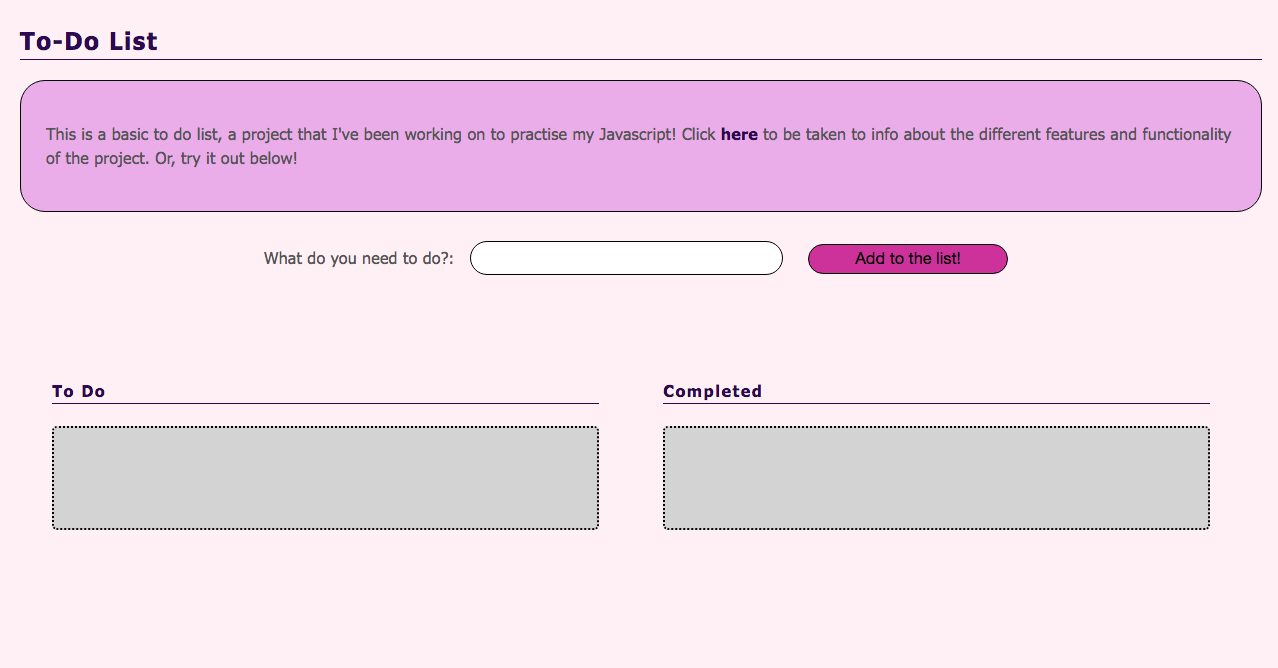 To-Do List
This is a basic to do list, a project that I've been working on to practise my Javascript! Click here to be taken to info about the different features and functionality
of the project. Or, try it out below!
What do you need to do?:
Add to the list!
To Do
Completed